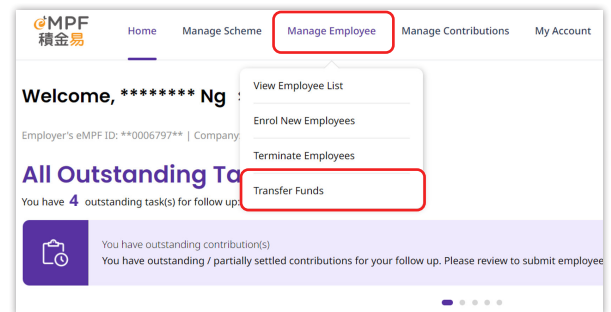 eMPF
積金易
Home Manage Scheme Manage Employee Manage Contributions My Account
Welcome, ******** Ng
View Employee List
Enrol New Employees
Employer's eMPF ID: **0006797** | Company
Terminate Employees
All Outstanding Ta
Transfer Funds
You have 4 outstanding task(s) for follow up:
You have outstanding contribution(s)
You have outstanding / partially settled contributions for your follow up. Please review to submit employee